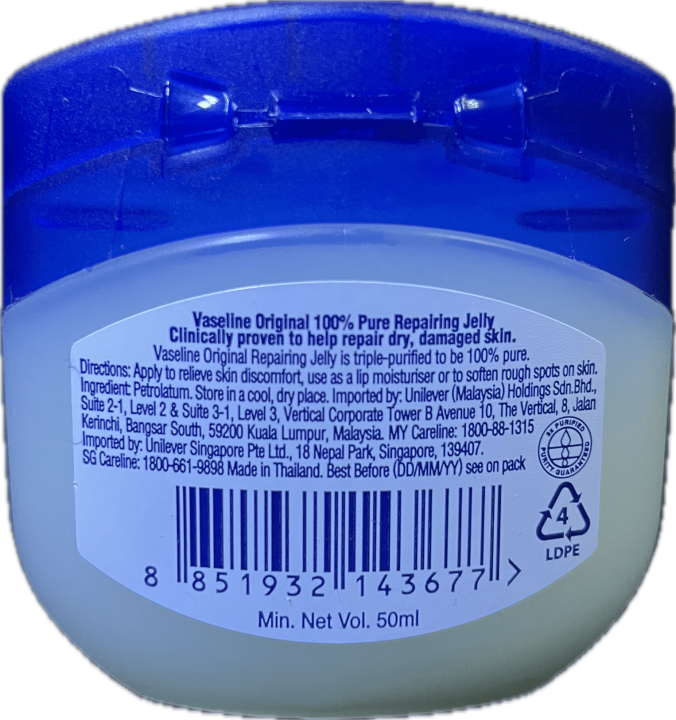 Vaseline Original 100% Pure Repairing Jelly
Clinically proven to help repair dry, damaged skin.
Vaseline Original Repairing Jelly is triple-purified to be 100% pure.
Directions: Apply to relieve skin discomfort, use as a lip moisturiser or to soften rough spots on skin.
Ingredient: Petrolatum. Store in a cool, dry place. Imported by: Unilever (Malaysia) Holdings Sdn.Bhd.,
Suite 2-1, Level 2 & Suite 3-1, Level 3, Vertical Corporate Tower B Avenue 10, The Vertical, 8, Jalan
Kerinchi, Bangsar South, 59200 Kuala Lumpur, Malaysia. MY Careline: 1800-88-1315
Imported by: Unilever Singapore Pte Ltd., 18 Nepal Park, Singapore, 139407.
SG Careline: 1800-661-9898 Made in Thailand. Best Before (DD/MM/YY) see on pack
PURIFIED
PURITY GUARANTEED
4
LDPE
8 851932 143677 >
Min. Net Vol. 50ml